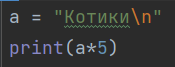 a = "Котики\n"
print(a*5)